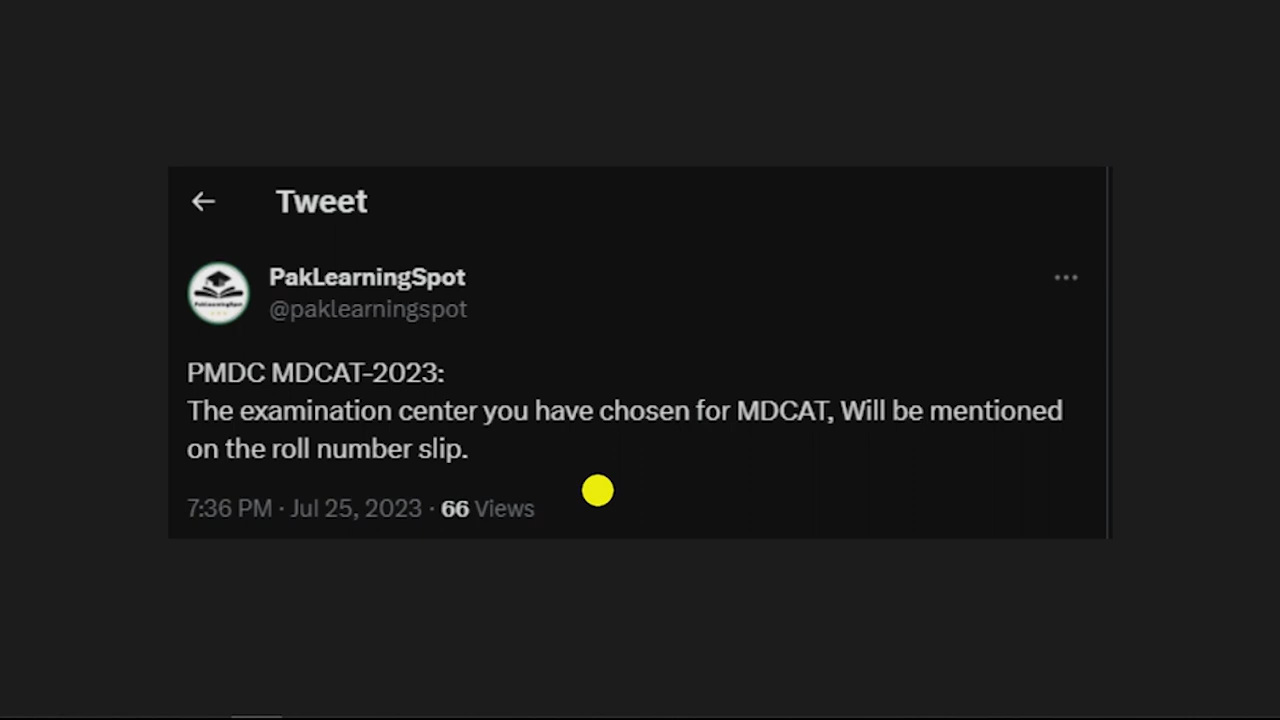 Tweet
PakLearningSpot
@paklearningspot
PMDC MDCAT-2023:
The examination center you have chosen for MDCAT, Will be mentioned
on the roll number slip.
7:36 PM · Jul 25, 2023 · 66 Views